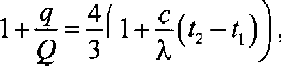 1 + q/Q = 4/3 ( 1 + c/λ ( t₂ − t₁ ) ) ,